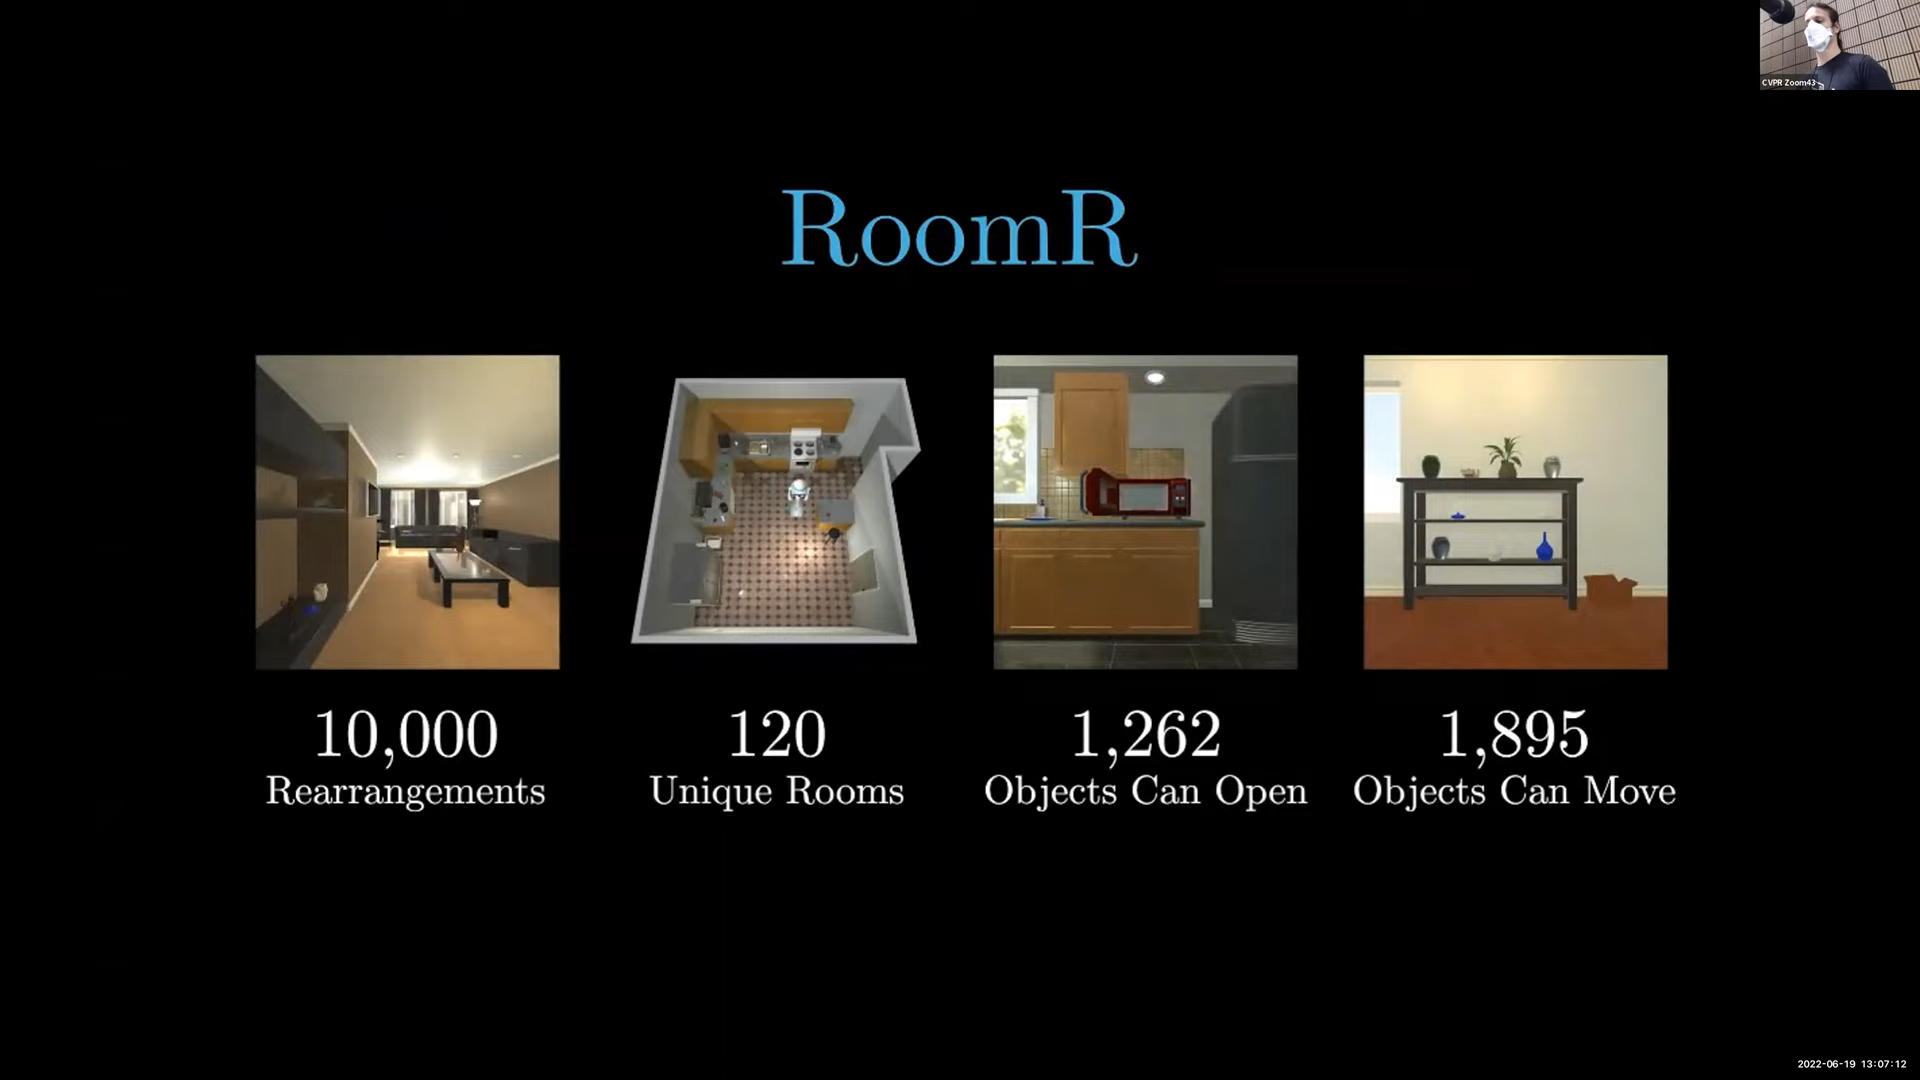 CVPR Zoom43
RoomR
10,000
Rearrangements
120
Unique Rooms
1,262
Objects Can Open
1,895
Objects Can Move
2022-06-19 13:07:12